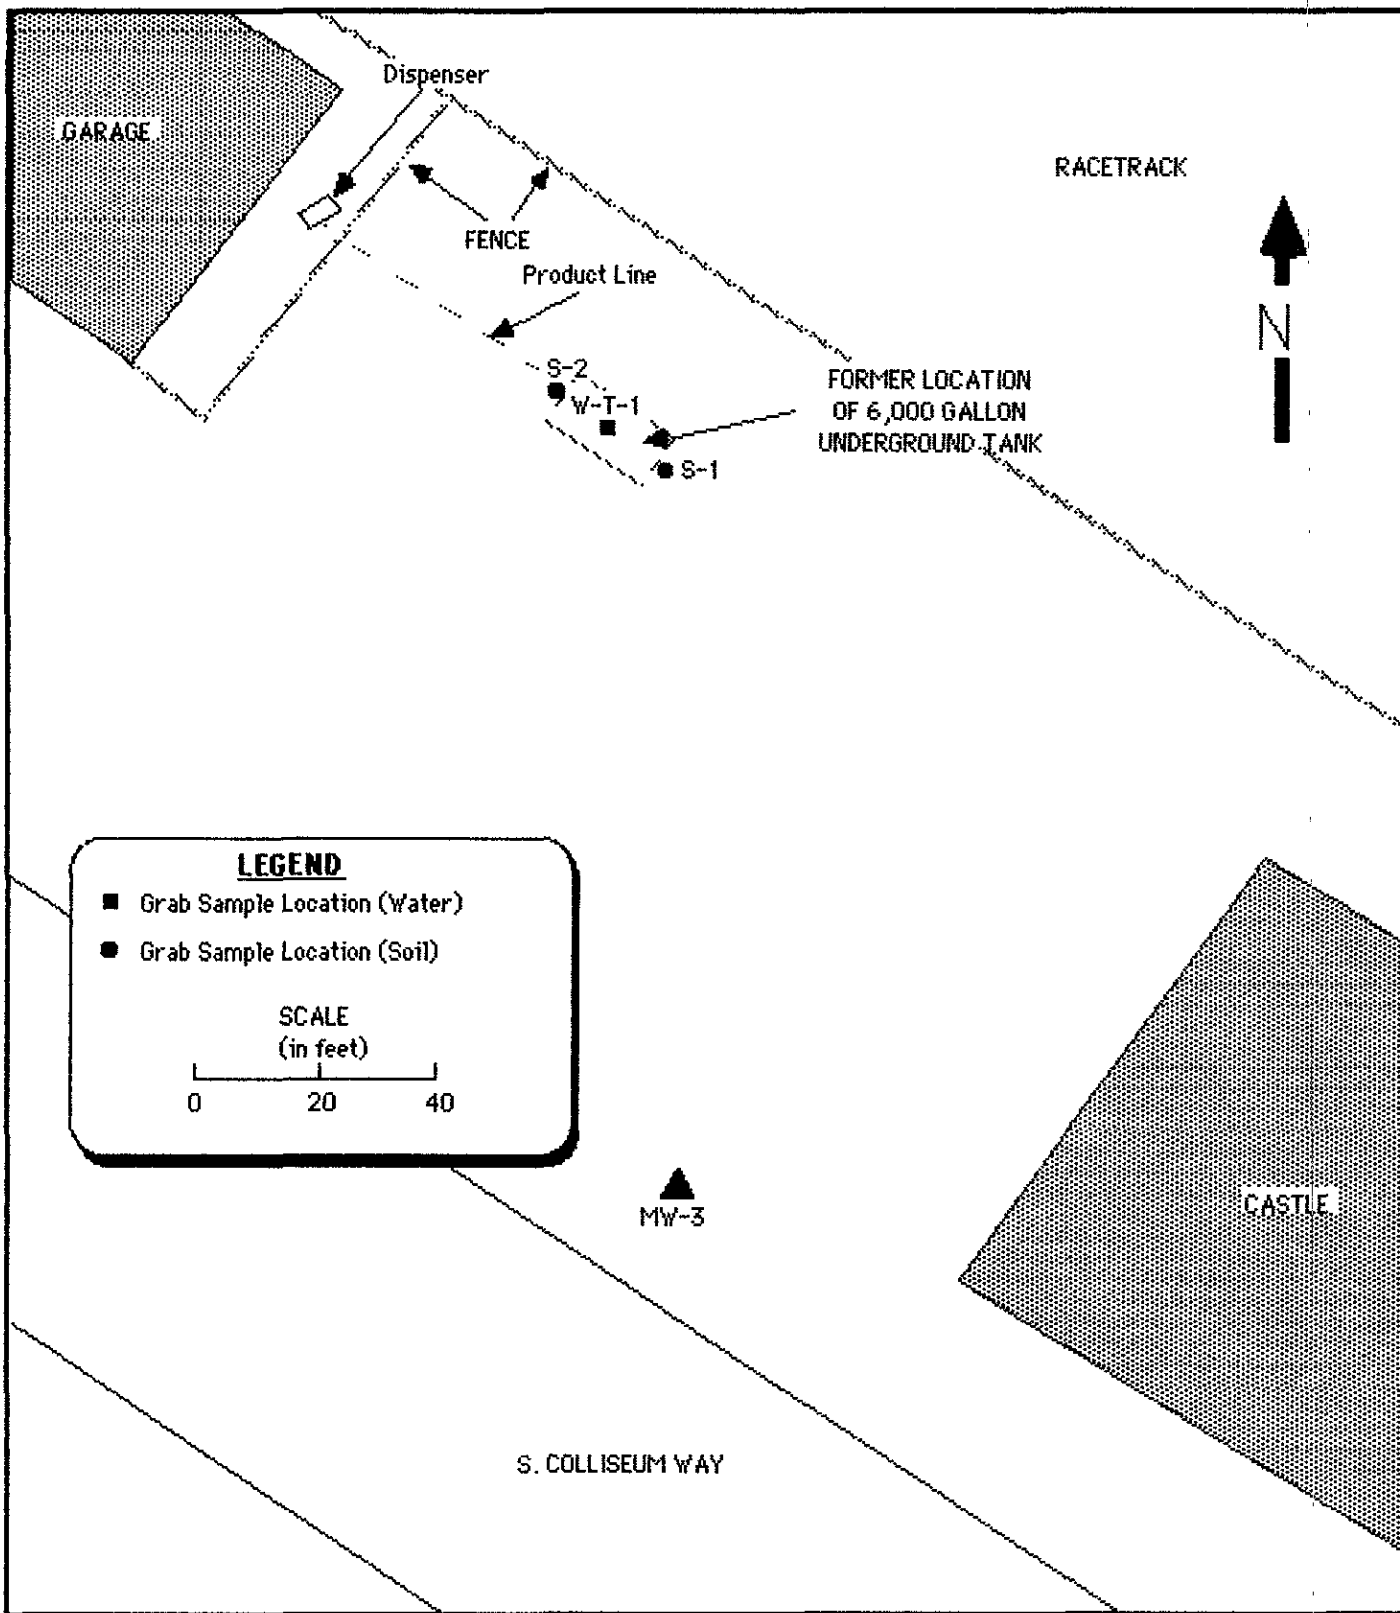 Dispenser
GARAGE
RACETRACK
FENCE
Product Line
N
S-2
W-T-1
S-1
FORMER LOCATION
OF 6,000 GALLON
UNDERGROUND TANK
LEGEND
Grab Sample Location (Water)
Grab Sample Location (Soil)
SCALE
(in feet)
0 20 40
MW-3
CASTLE
S. COLLISEUM WAY